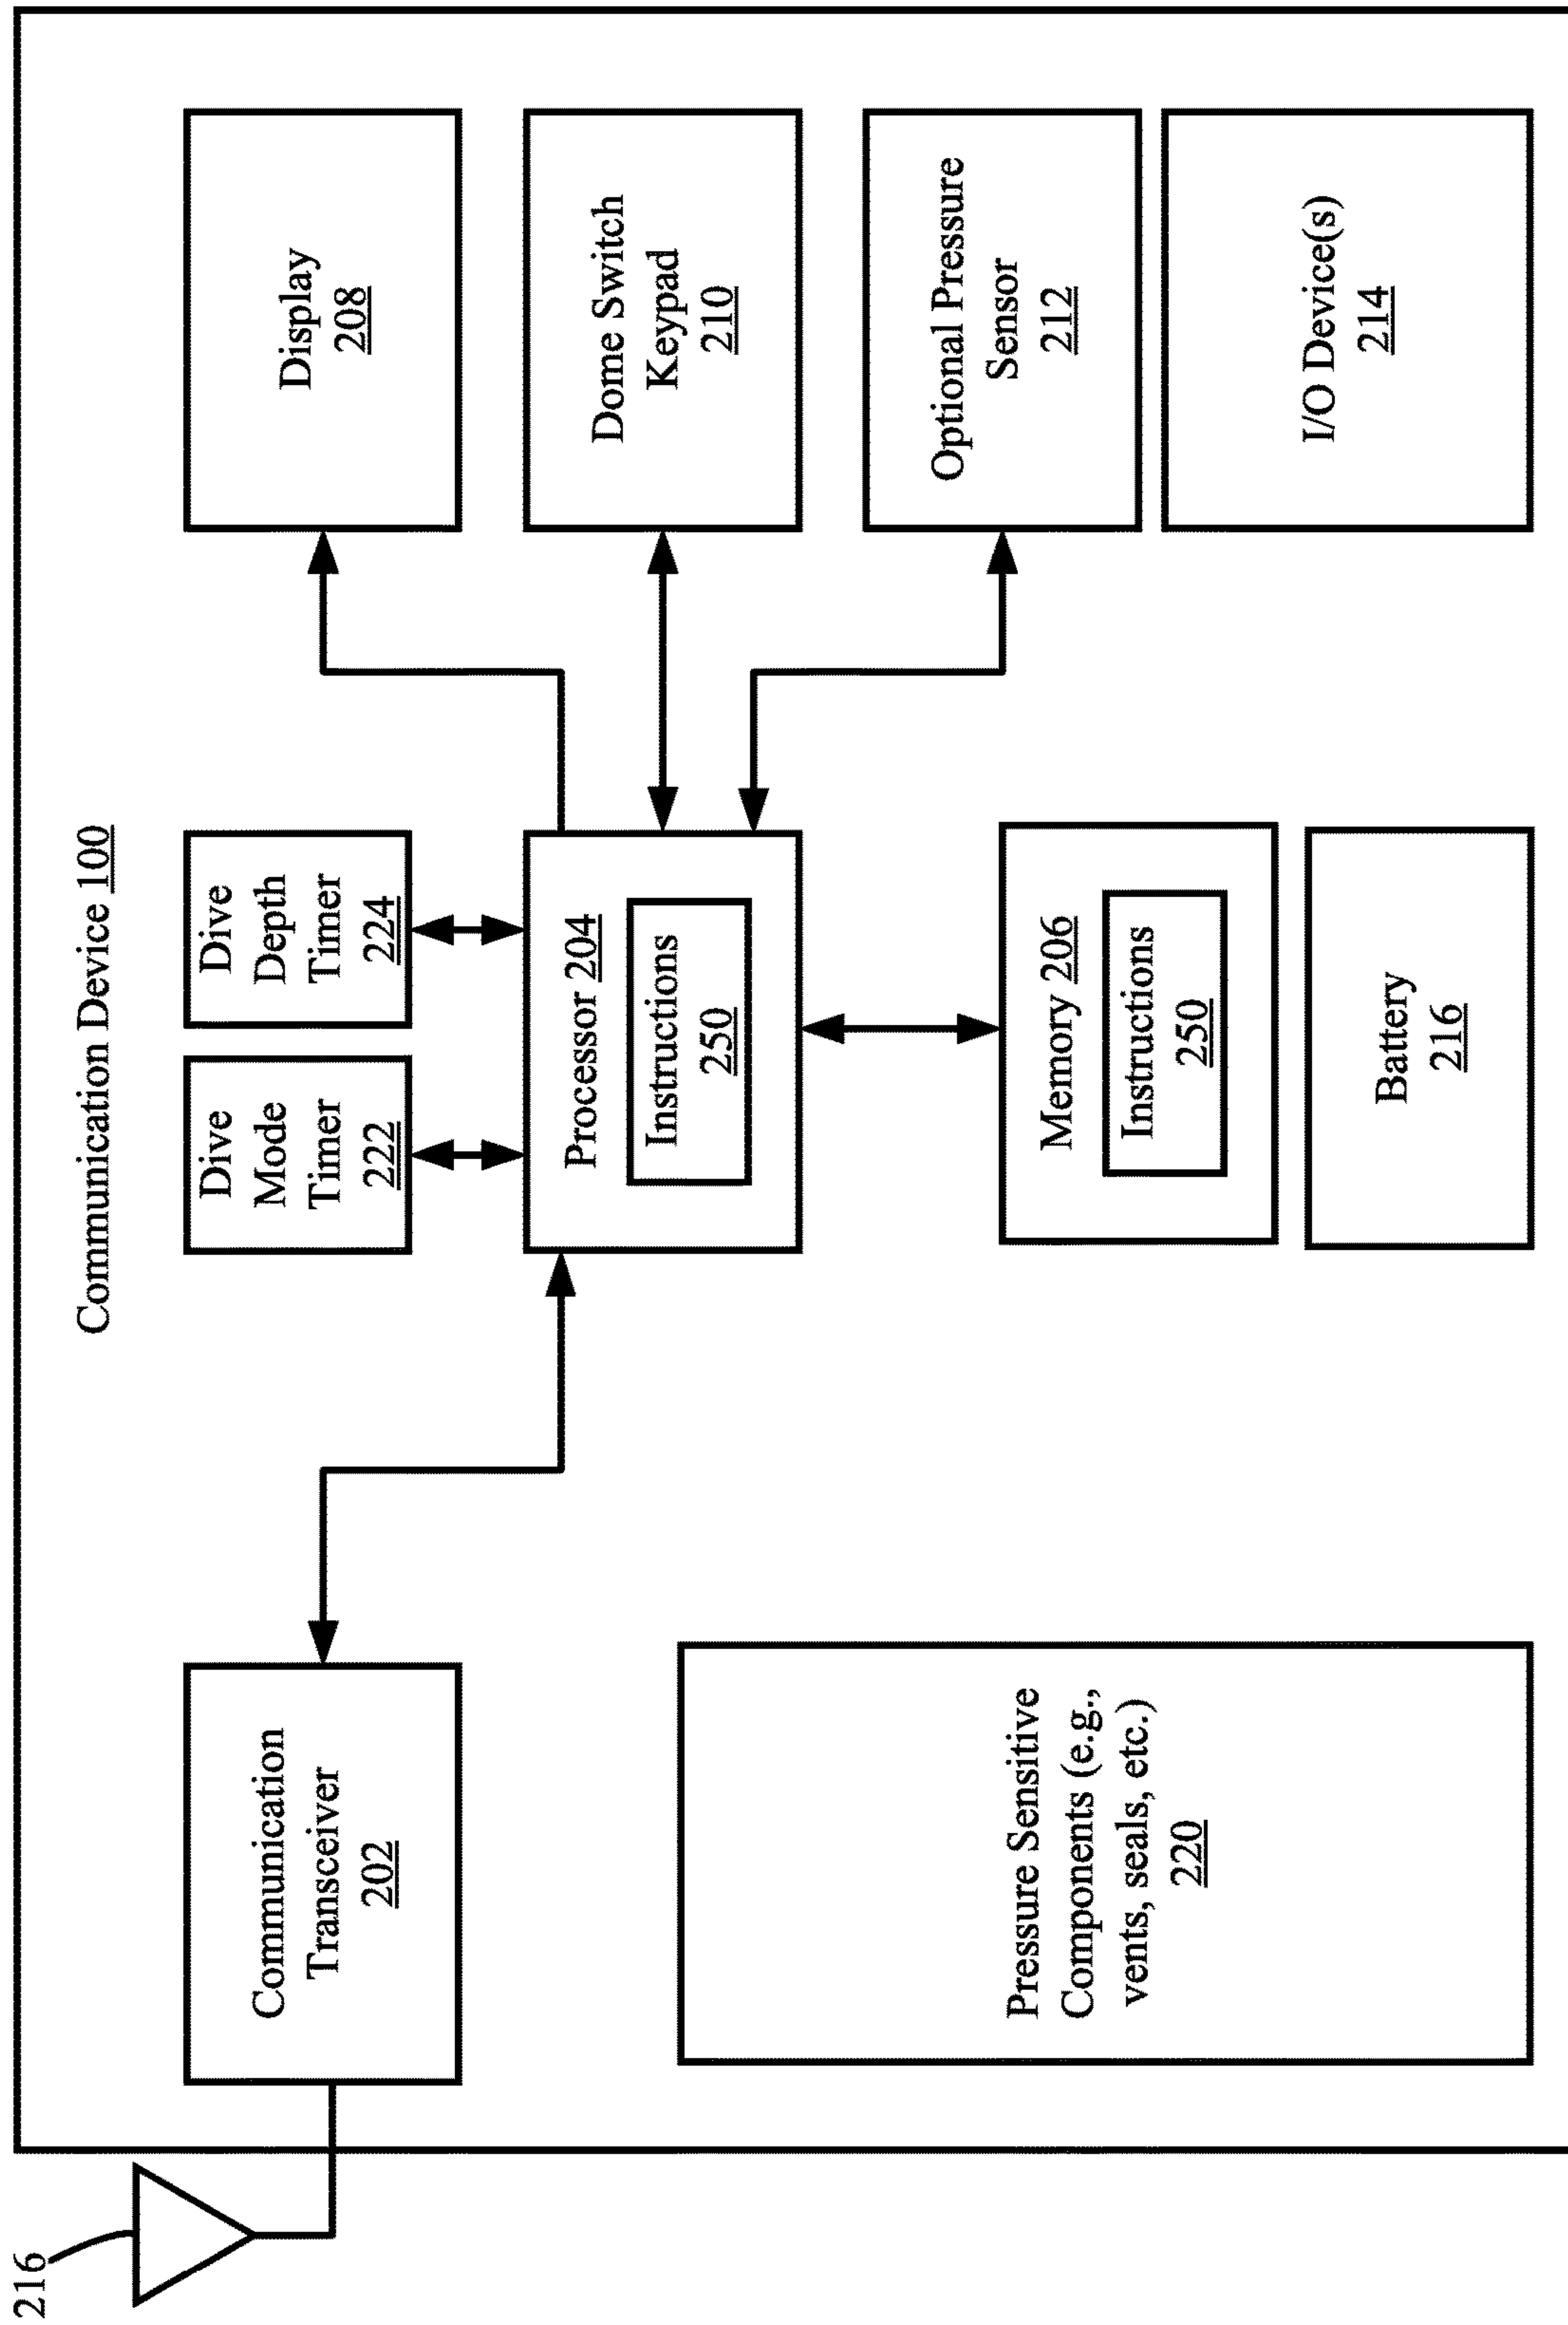 Communication Device 100
216
Communication
Transceiver
202
Dive
Mode
Timer
222
Dive
Depth
Timer
224
Display
208
Processor 204
Instructions
250
Dome Switch
Keypad
210
Pressure Sensitive
Components (e.g.,
vents, seals, etc.)
220
Memory 206
Instructions
250
Optional Pressure
Sensor
212
Battery
216
I/O Device(s)
214